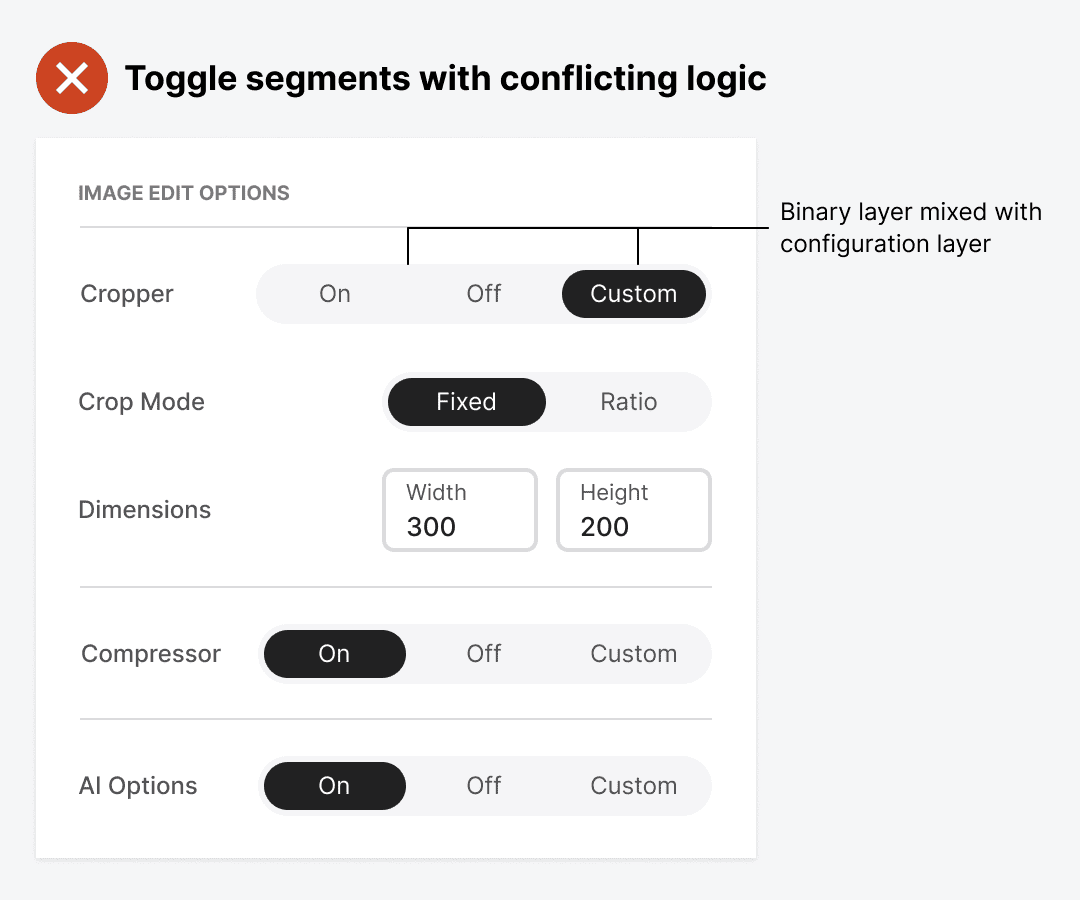 Toggle segments with conflicting logic
IMAGE EDIT OPTIONS
Binary layer mixed with
configuration layer
Cropper On Off Custom
Crop Mode Fixed Ratio
Dimensions Width 300 Height 200
Compressor On Off Custom
AI Options On Off Custom